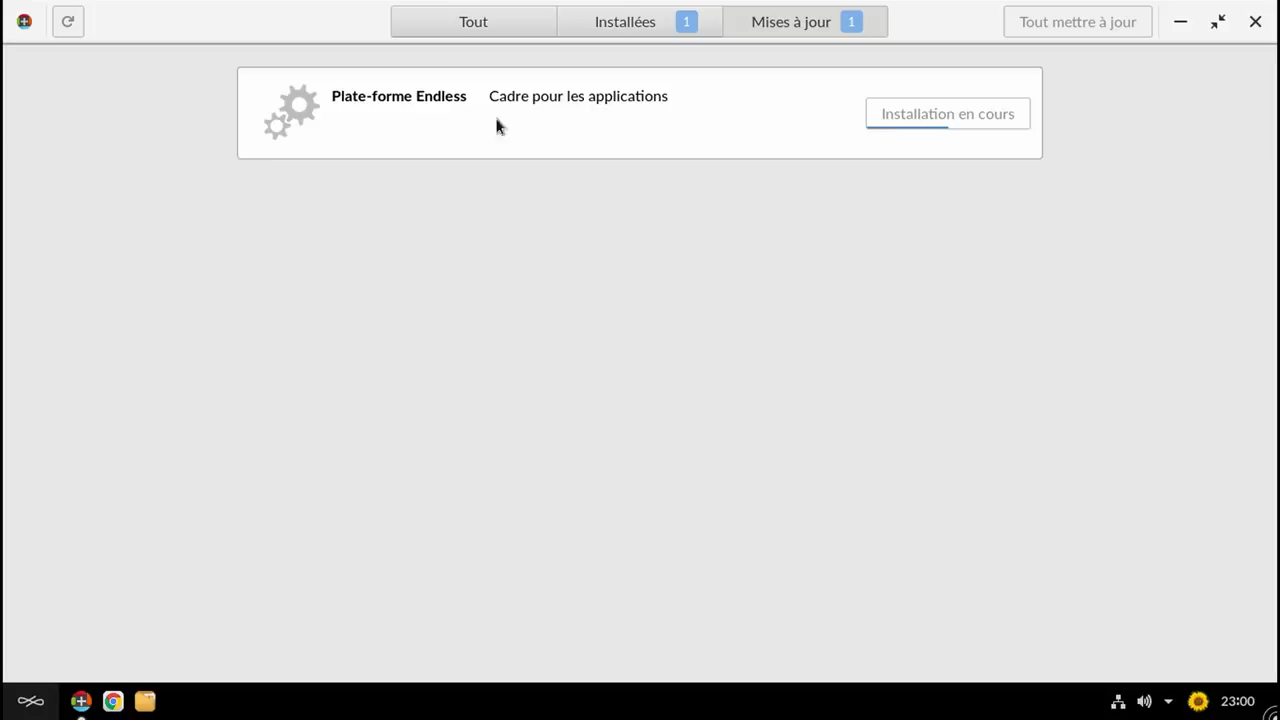 Tout
Installées 1
Mises à jour 1
Tout mettre à jour
Plate-forme Endless Cadre pour les applications
Installation en cours
23:00